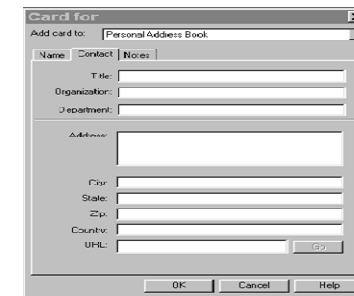 Card for
Add card to: Personal Address Book
Name Contact Notes
Title:
Organization:
Department:
Address:
City:
State:
Zip:
Country:
URL: Go
OK Cancel Help